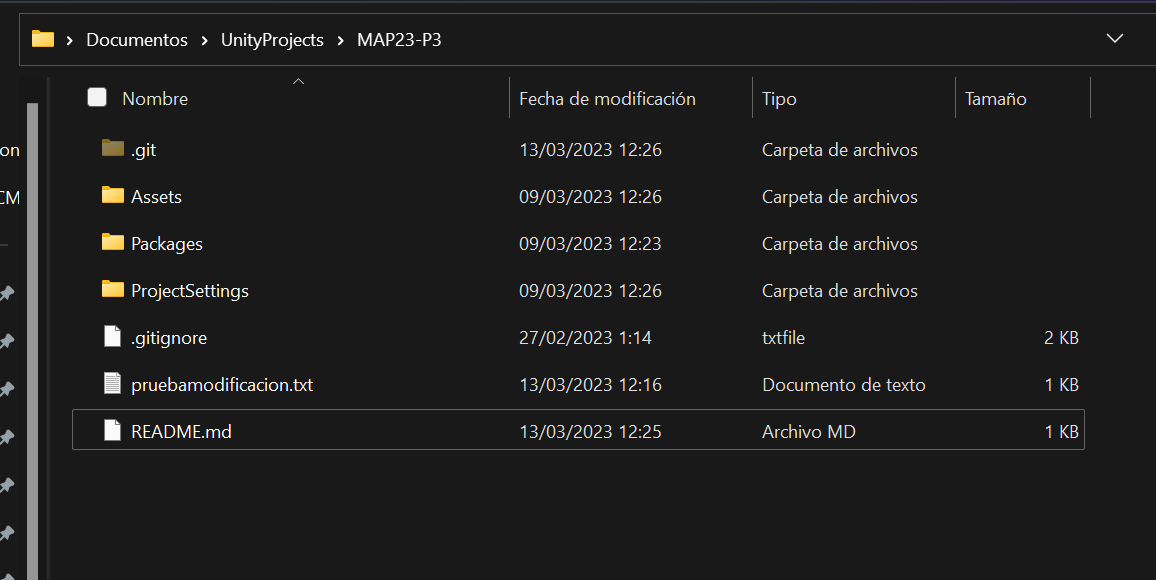 Documentos > UnityProjects > MAP23-P3
Nombre Fecha de modificación Tipo Tamaño
.git 13/03/2023 12:26 Carpeta de archivos
on
Assets 09/03/2023 12:26 Carpeta de archivos
CM
Packages 09/03/2023 12:23 Carpeta de archivos
ProjectSettings 09/03/2023 12:26 Carpeta de archivos
.gitignore 27/02/2023 1:14 txtfile 2 KB
pruebamodificacion.txt 13/03/2023 12:16 Documento de texto 1 KB
README.md 13/03/2023 12:25 Archivo MD 1 KB